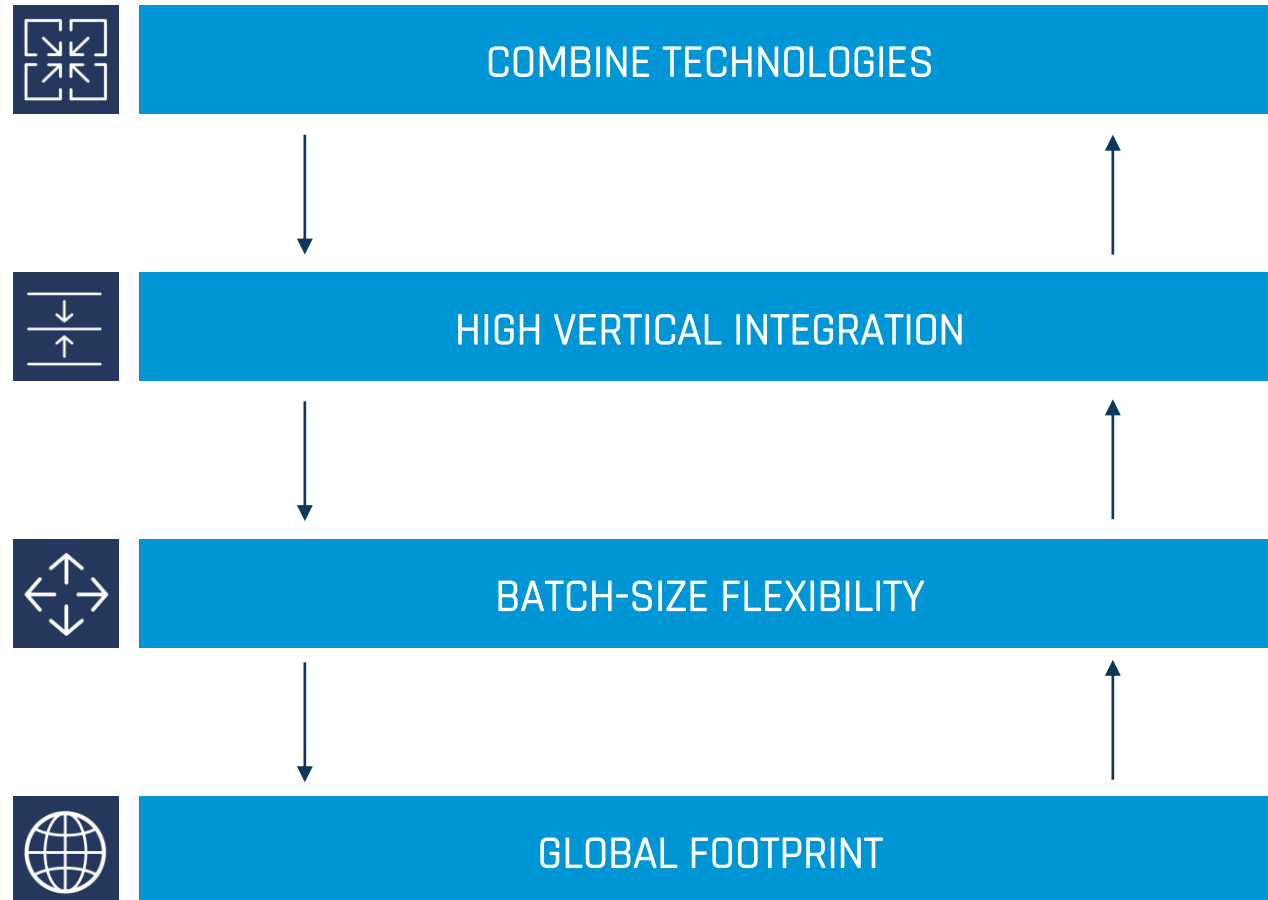 COMBINE TECHNOLOGIES
HIGH VERTICAL INTEGRATION
BATCH-SIZE FLEXIBILITY
GLOBAL FOOTPRINT